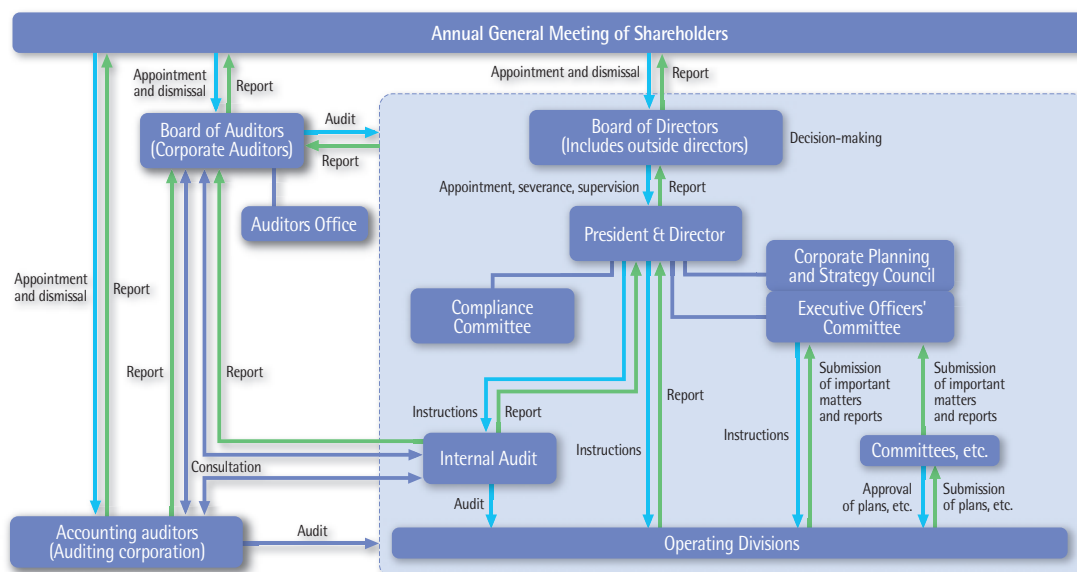 Annual General Meeting of Shareholders
Appointment
and dismissal
Report
Appointment and dismissal
Report
Board of Auditors
(Corporate Auditors)
Audit
Report
Board of Directors
(Includes outside directors)
Decision-making
Appointment, severance, supervision
Report
Auditors Office
President & Director
Appointment
and dismissal
Report
Corporate Planning
and Strategy Council
Compliance
Committee
Executive Officers'
Committee
Report
Report
Instructions
Report
Report
Submission
of important
matters
and reports
Submission
of important
matters
and reports
Instructions
Instructions
Internal Audit
Committees, etc.
Consultation
Audit
Approval
of plans, etc.
Submission
of plans, etc.
Accounting auditors
(Auditing corporation)
Audit
Operating Divisions